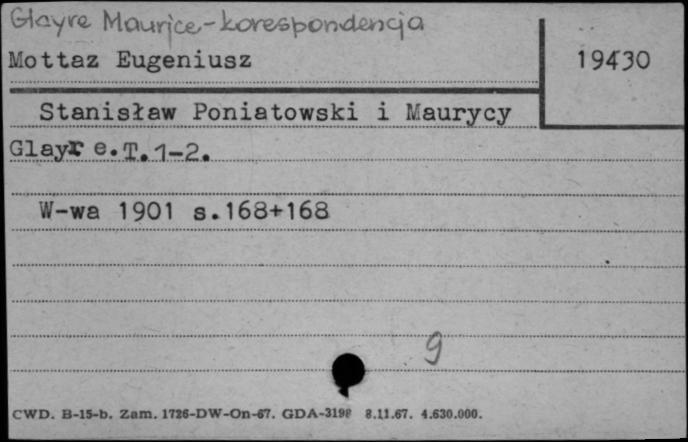 Glayre Maurice-korespondencja
Mottaz Eugeniusz
19430
Stanisław Poniatowski i Maurycy
Glayre.T.1-2.
W-wa 1901 s.168+168
9
CWD. B-15-b. Zam. 1726-DW-On-67. GDA-3198 8.11.67. 4.630.000.